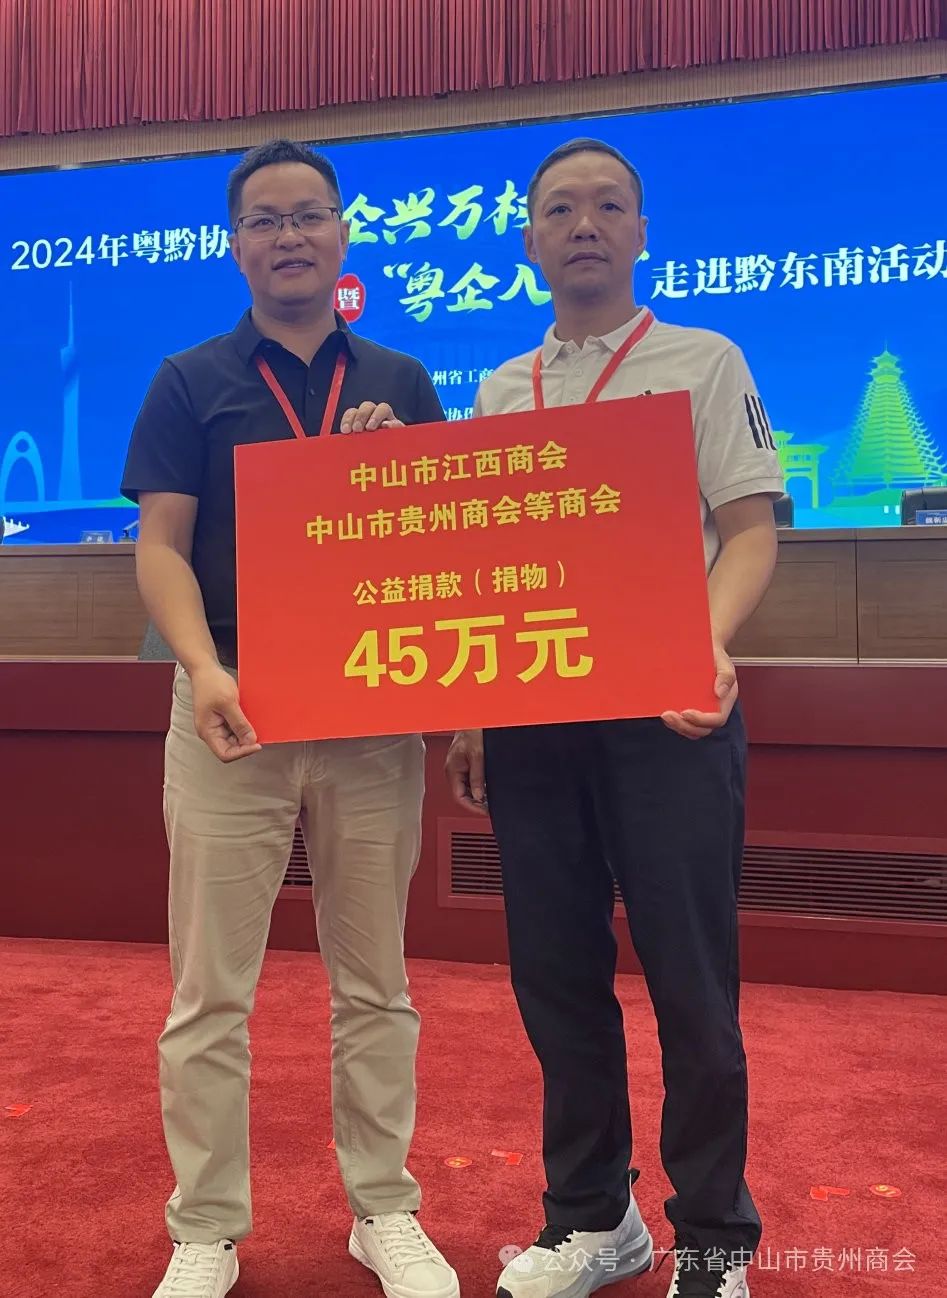 2024年粤黔协
企兴万村
暨
“粤企入
”走进黔东南活动
州省工商
协作
中山市江西商会
中山市贵州商会等商会
公益捐款（捐物）
45万元
公众号·广东省中山市贵州商会